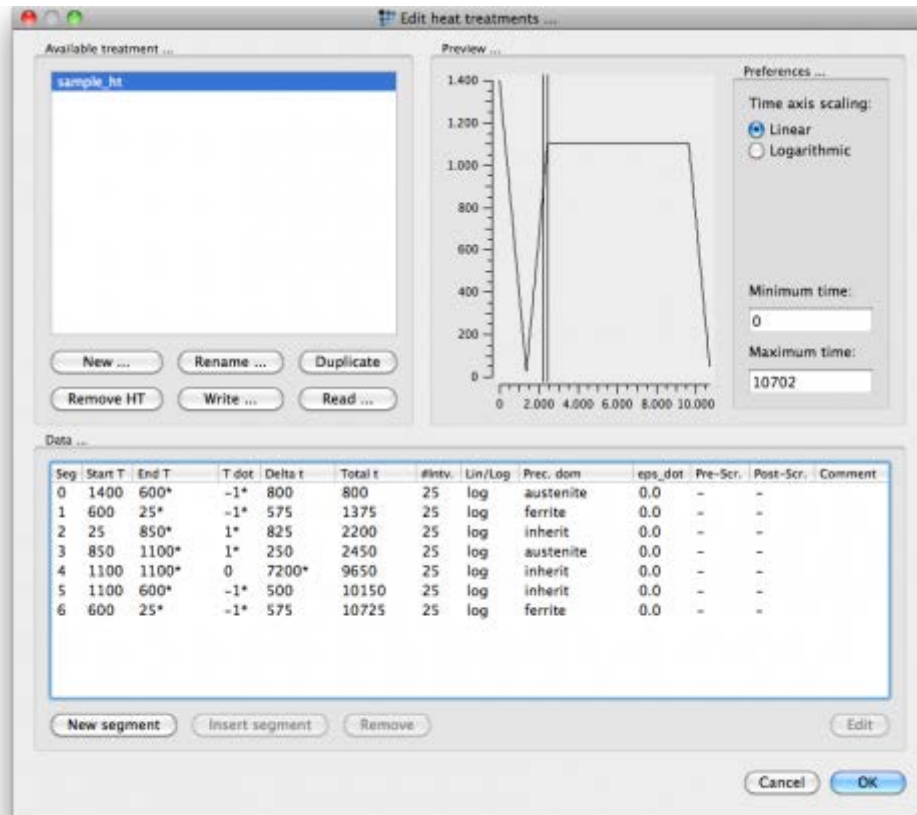 Edit heat treatments ...
Available treatment ...
sample_ht
New ... Rename ... Duplicate
Remove HT Write ... Read ...
Preview ...
1.400
1.200
1.000
800
600
400
200
0
0 2.000 4.000 6.000 8.000 10.000
Preferences ...
Time axis scaling:
Linear
Logarithmic
Minimum time:
0
Maximum time:
10702
Data ...
Seg Start T End T T dot Delta t Total t #Intv. Lin/Log Prec. dom eps_dot Pre-Scr. Post-Scr. Comment
0 1400 600* -1* 800 800 25 log austenite 0.0 - -
1 600 25* -1* 575 1375 25 log ferrite 0.0 - -
2 25 850* 1* 825 2200 25 log inherit 0.0 - -
3 850 1100* 1* 250 2450 25 log austenite 0.0 - -
4 1100 1100* 0 7200* 9650 25 log inherit 0.0 - -
5 1100 600* -1* 500 10150 25 log inherit 0.0 - -
6 600 25* -1* 575 10725 25 log ferrite 0.0 - -
New segment Insert segment Remove Edit
Cancel OK